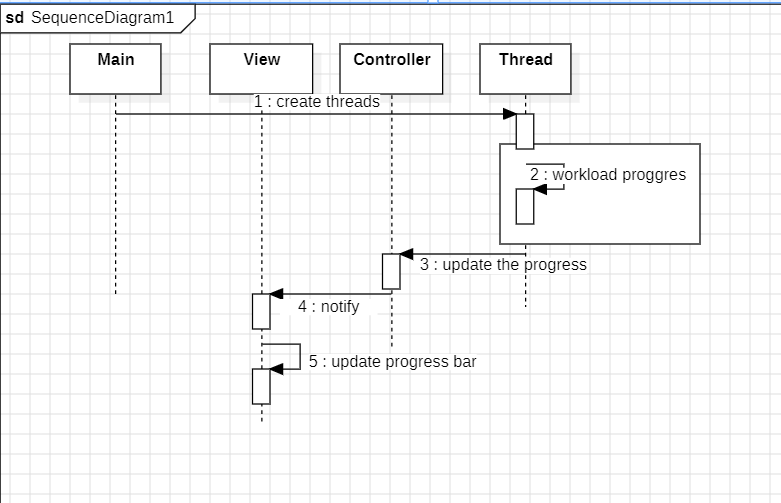 sd SequenceDiagram1
Main
View
Controller
Thread
1 : create threads
2 : workload proggres
3 : update the progress
4 : notify
5 : update progress bar